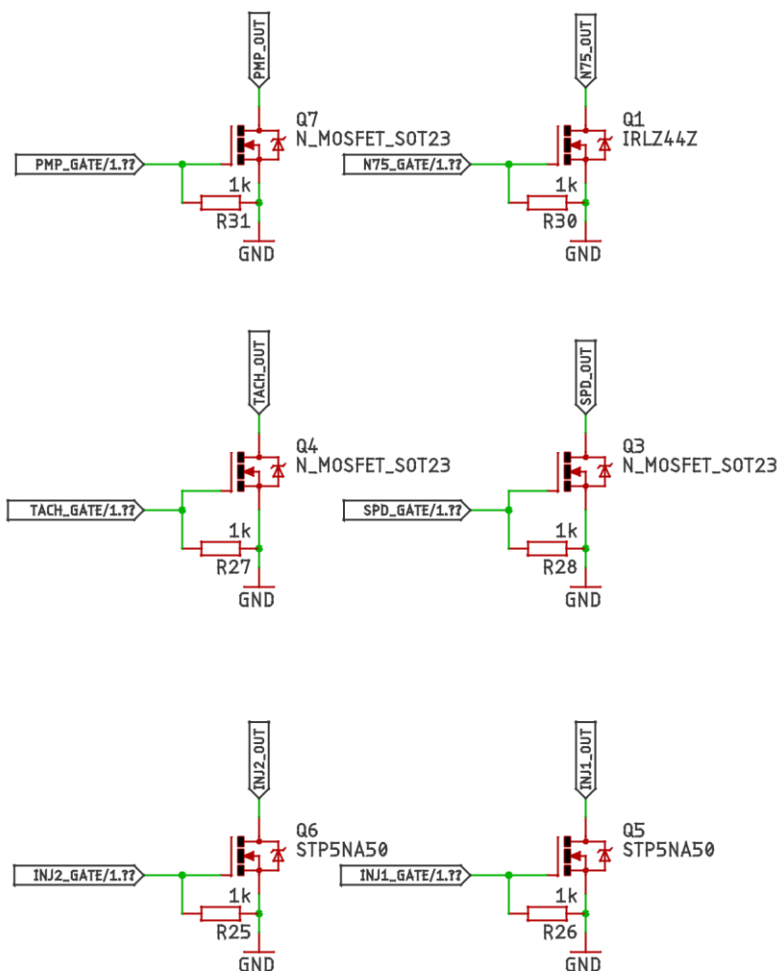 PMP_OUT
Q7
N_MOSFET_SOT23
PMP_GATE/1.??
1k
R31
GND
N75_OUT
Q1
IRLZ44Z
N75_GATE/1.??
1k
R30
GND
TACH_OUT
Q4
N_MOSFET_SOT23
TACH_GATE/1.??
1k
R27
GND
SPD_OUT
Q3
N_MOSFET_SOT23
SPD_GATE/1.??
1k
R28
GND
INJ2_OUT
Q6
STP5NA50
INJ2_GATE/1.??
1k
R25
GND
INJ1_OUT
Q5
STP5NA50
INJ1_GATE/1.??
1k
R26
GND